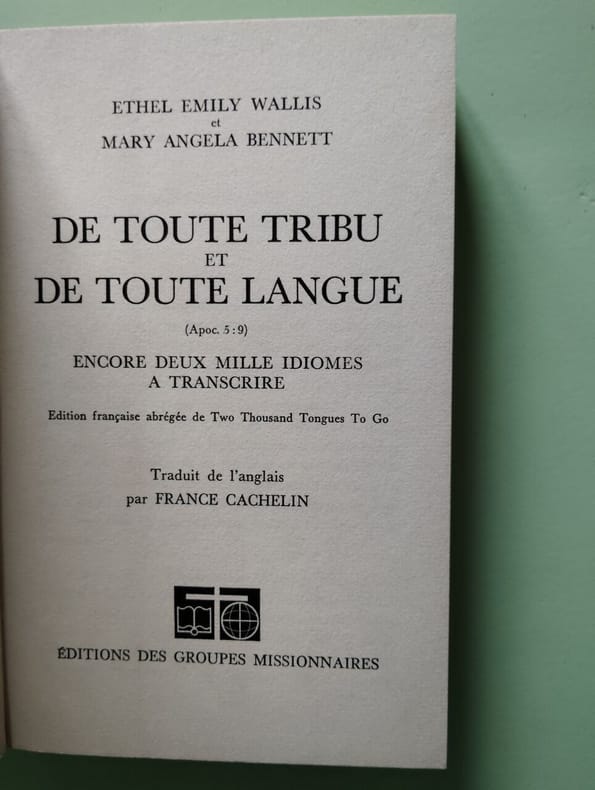 ETHEL EMILY WALLIS
et
MARY ANGELA BENNETT
DE TOUTE TRIBU
ET
DE TOUTE LANGUE
(Apoc. 5 : 9)
ENCORE DEUX MILLE IDIOMES
A TRANSCRIRE
Edition française abrégée de Two Thousand Tongues To Go
Traduit de l'anglais
par FRANCE CACHELIN
ÉDITIONS DES GROUPES MISSIONNAIRES